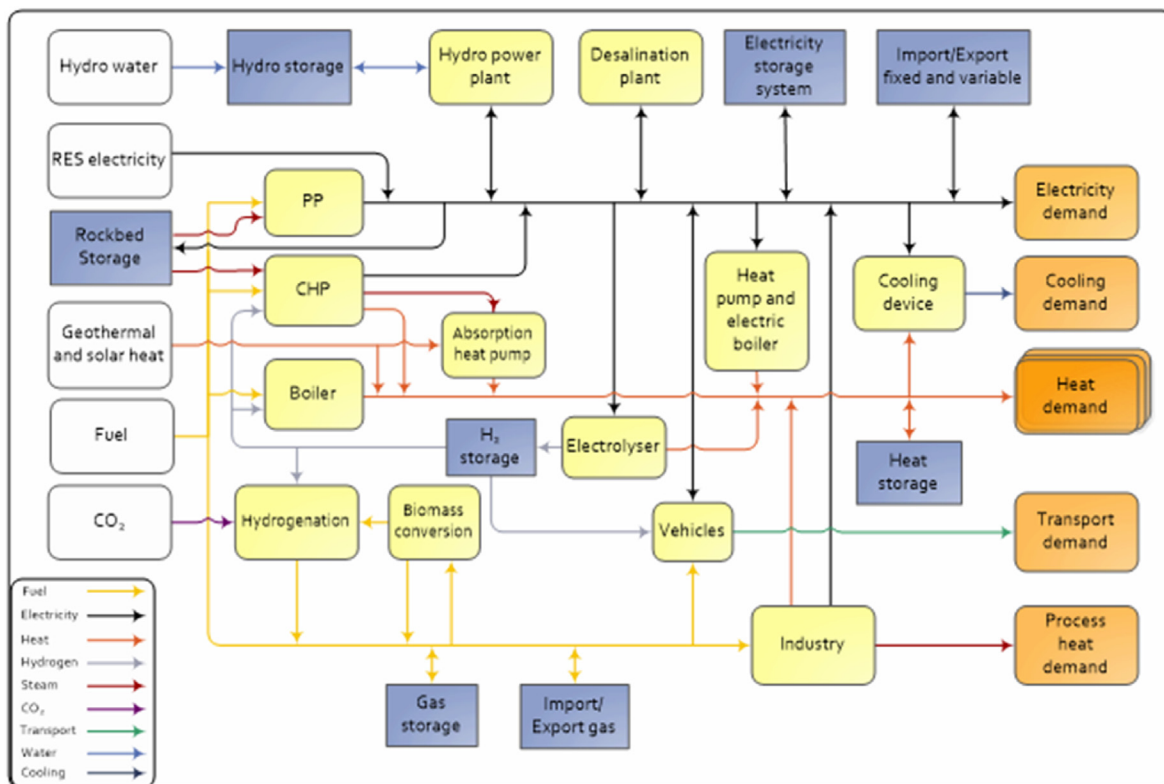 Hydro water
Hydro storage
Hydro power
plant
Desalination
plant
Electricity
storage
system
Import/Export
fixed and variable
RES electricity
PP
Electricity
demand
Rockbed
Storage
CHP
Heat
pump and
electric
boiler
Cooling
device
Cooling
demand
Geothermal
and solar heat
Absorption
heat pump
Boiler
Heat
demand
Fuel
H₂
storage
Electrolyser
Heat
storage
CO₂
Hydrogenation
Biomass
conversion
Vehicles
Transport
demand
Fuel
Electricity
Heat
Hydrogen
Steam
CO₂
Transport
Water
Cooling
Industry
Process
heat
demand
Gas
storage
Import/
Export gas